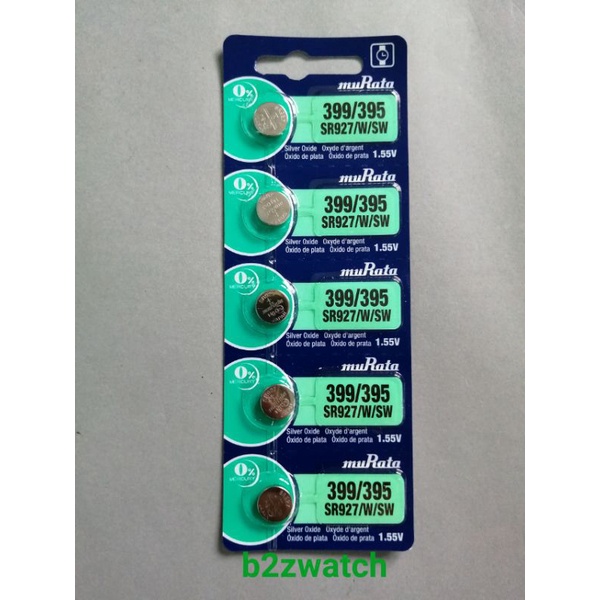 muRata
0%
MERCURY
399/395
SR927/W/SW
Silver Oxide Oxyde d'argent
Óxido de plata Óxido de prata 1.55V
muRata
0%
MERCURY
399/395
SR927/W/SW
Silver Oxide Oxyde d'argent
Óxido de plata Óxido de prata 1.55V
muRata
0%
MERCURY
399/395
SR927/W/SW
Silver Oxide Oxyde d'argent
Óxido de plata Óxido de prata 1.55V
muRata
0%
MERCURY
399/395
SR927/W/SW
Silver Oxide Oxyde d'argent
Óxido de plata Óxido de prata 1.55V
muRata
0%
MERCURY
399/395
SR927/W/SW
Silver Oxide Oxyde d'argent
Óxido de plata Óxido de prata 1.55V
b2zwatch